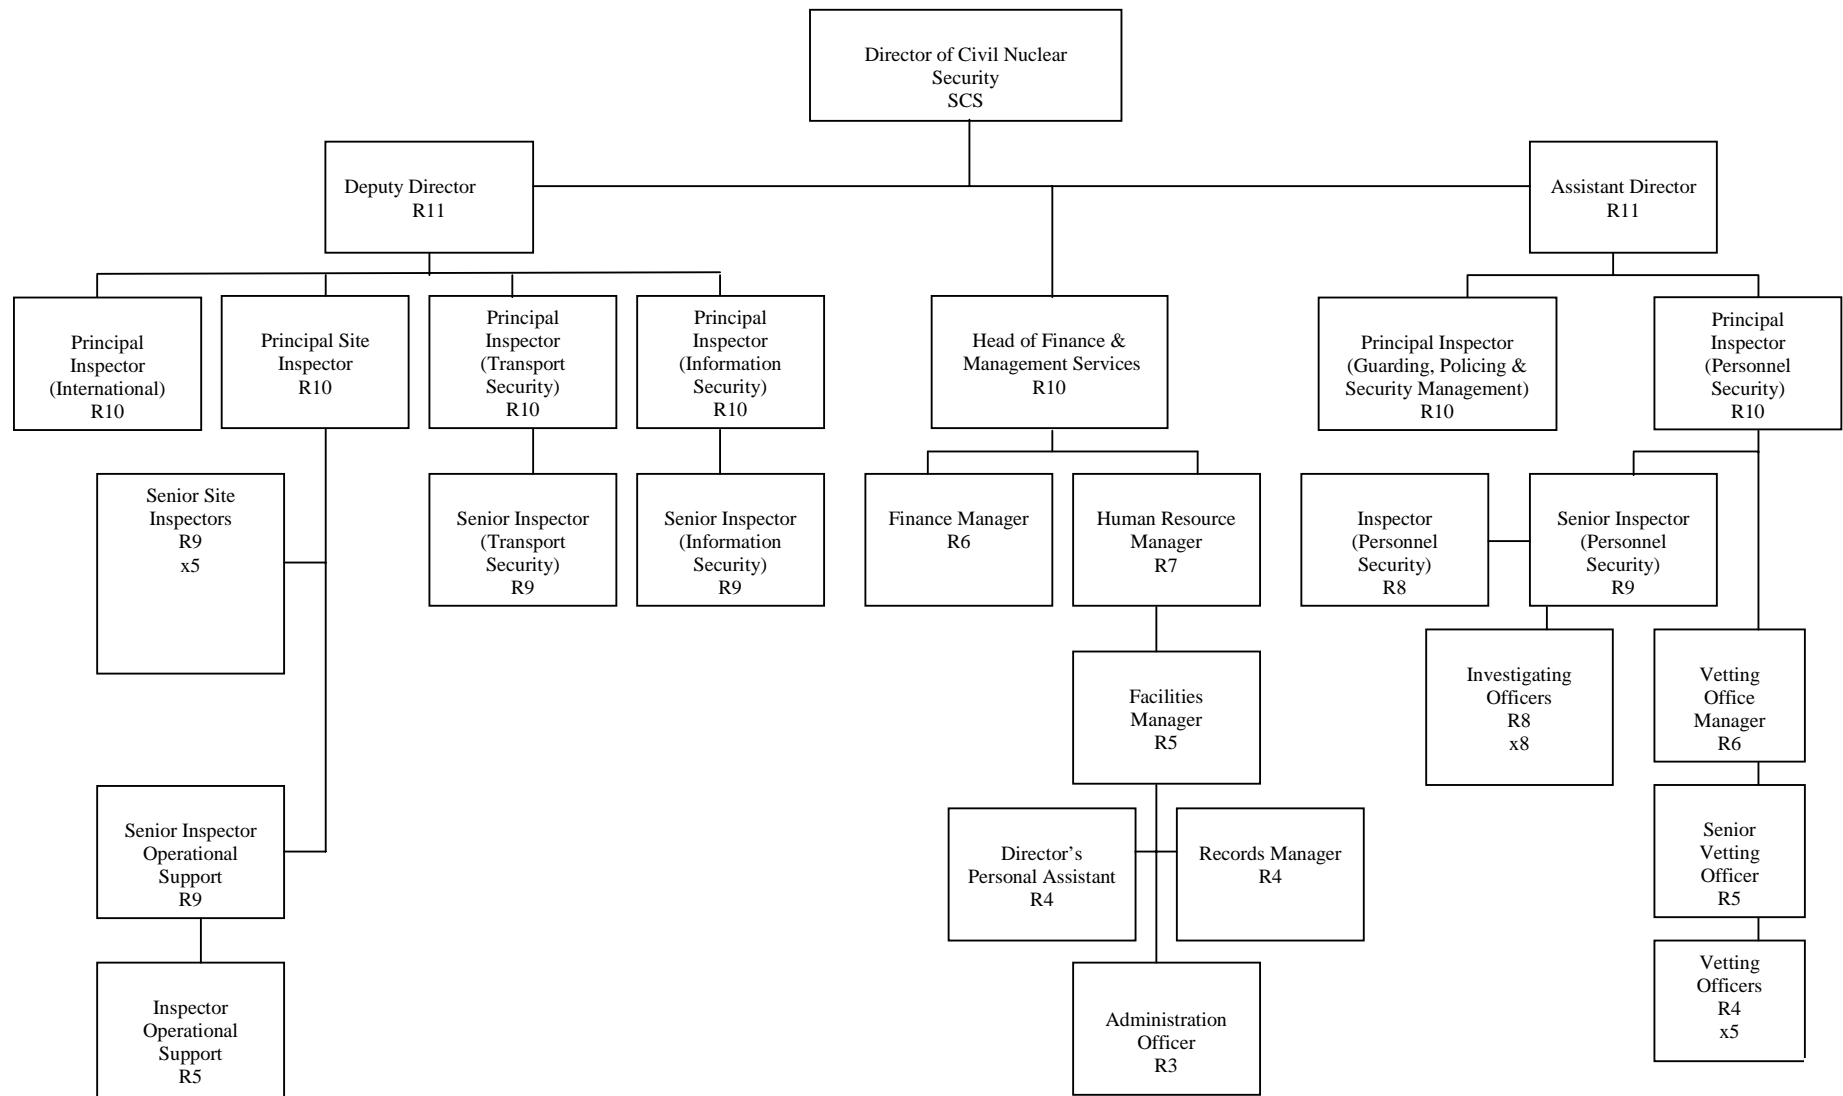 Director of Civil Nuclear
Security
SCS
Deputy Director
R11
Assistant Director
R11
Principal
Inspector
(International)
R10
Principal Site
Inspector
R10
Principal
Inspector
(Transport
Security)
R10
Principal
Inspector
(Information
Security)
R10
Head of Finance &
Management Services
R10
Principal Inspector
(Guarding, Policing &
Security Management)
R10
Principal
Inspector
(Personnel
Security)
R10
Senior Site
Inspectors
R9
x5
Senior Inspector
(Transport
Security)
R9
Senior Inspector
(Information
Security)
R9
Finance Manager
R6
Human Resource
Manager
R7
Inspector
(Personnel
Security)
R8
Senior Inspector
(Personnel
Security)
R9
Facilities
Manager
R5
Investigating
Officers
R8
x8
Vetting
Office
Manager
R6
Senior Inspector
Operational
Support
R9
Director's
Personal Assistant
R4
Records Manager
R4
Senior
Vetting
Officer
R5
Inspector
Operational
Support
R5
Administration
Officer
R3
Vetting
Officers
R4
x5